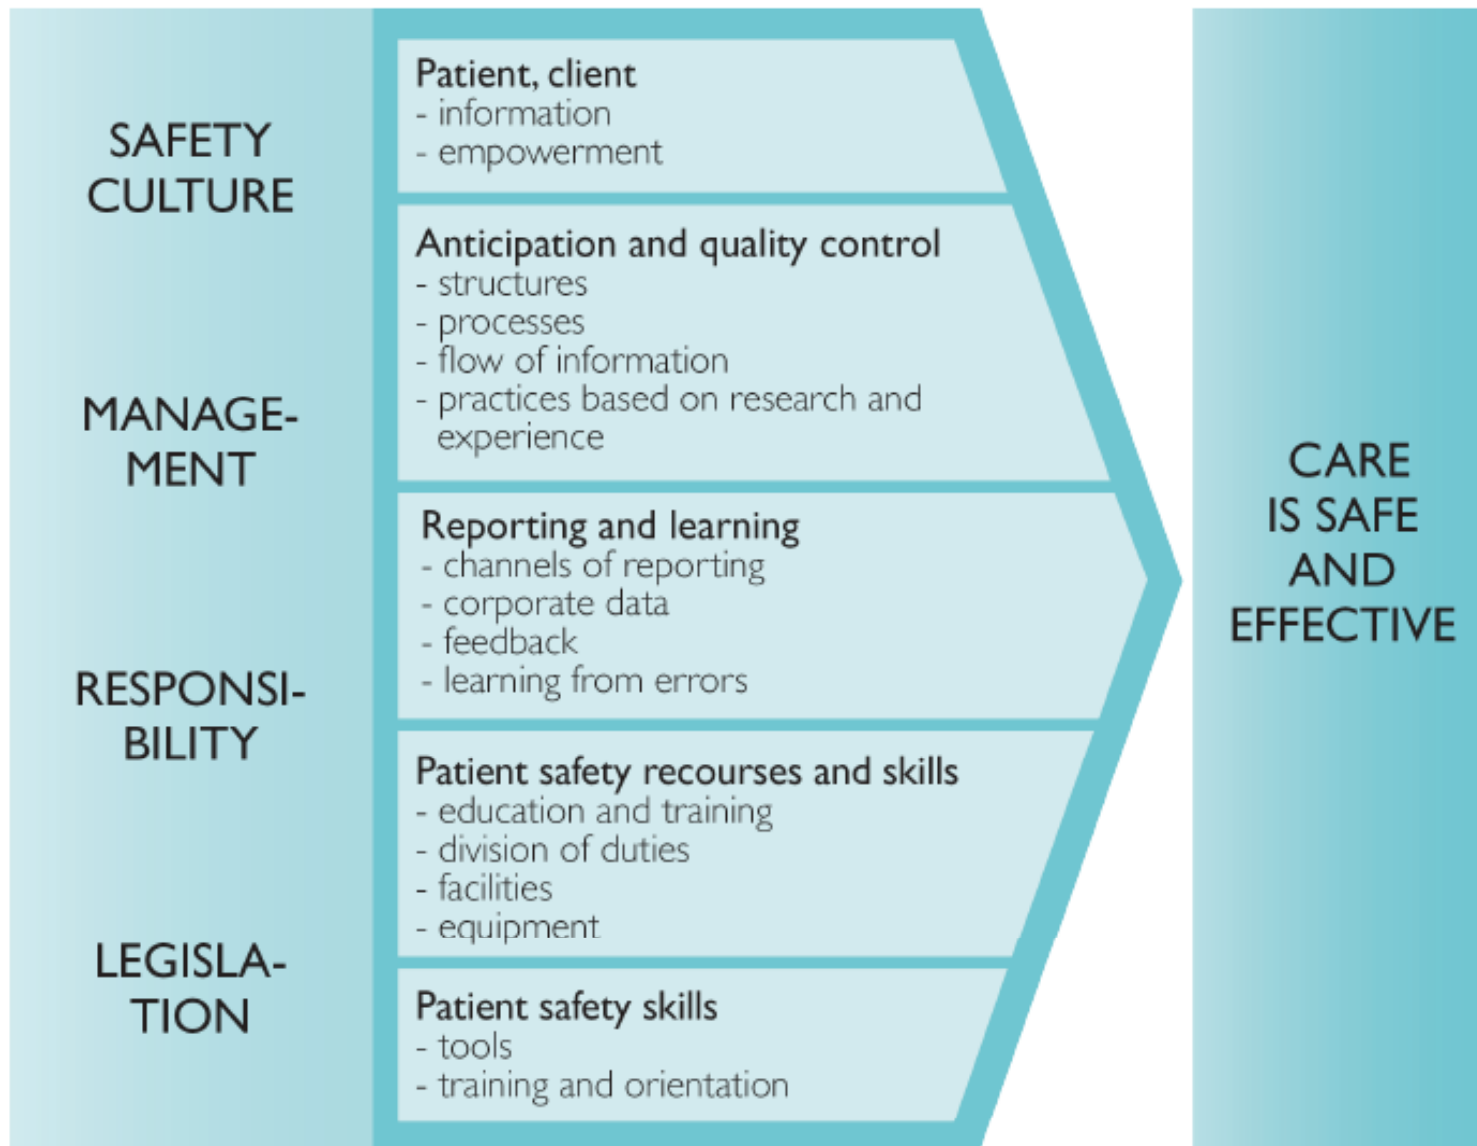 SAFETY
CULTURE
MANAGE-
MENT
RESPONSI-
BILITY
LEGISLA-
TION
Patient, client
- information
- empowerment
Anticipation and quality control
- structures
- processes
- flow of information
- practices based on research and
experience
Reporting and learning
- channels of reporting
- corporate data
- feedback
- learning from errors
Patient safety recourses and skills
- education and training
- division of duties
- facilities
- equipment
Patient safety skills
- tools
- training and orientation
CARE
IS SAFE
AND
EFFECTIVE